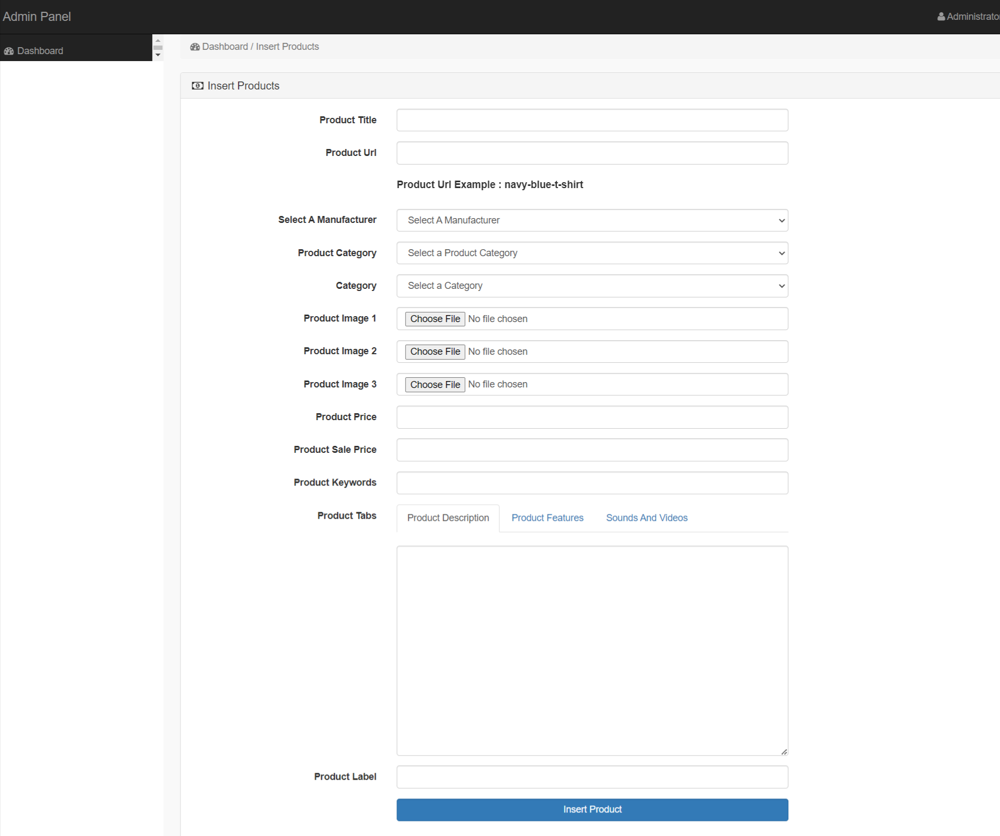 Admin Panel
Administrator
Dashboard
Dashboard / Insert Products
Insert Products
Product Title
Product Url
Product Url Example : navy-blue-t-shirt
Select A Manufacturer Select A Manufacturer
Product Category Select a Product Category
Category Select a Category
Product Image 1 Choose File No file chosen
Product Image 2 Choose File No file chosen
Product Image 3 Choose File No file chosen
Product Price
Product Sale Price
Product Keywords
Product Tabs Product Description Product Features Sounds And Videos
Product Label
Insert Product